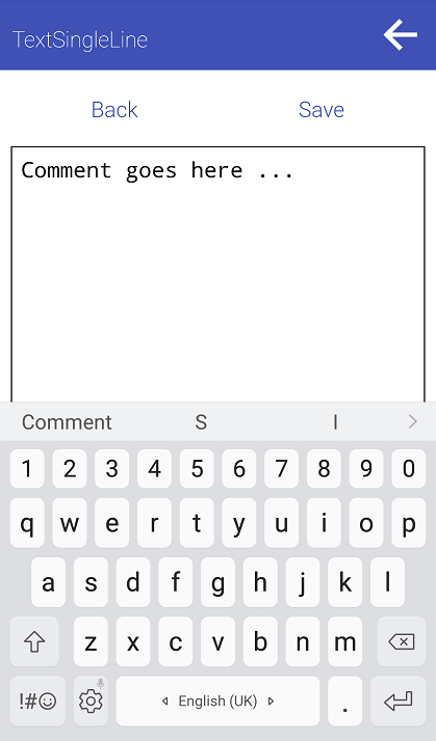 TextSingleLine
Back Save
Comment goes here ...
Comment S I
1 2 3 4 5 6 7 8 9 0
q w e r t y u i o p
a s d f g h j k l
z x c v b n m
!#☺ English (UK) .